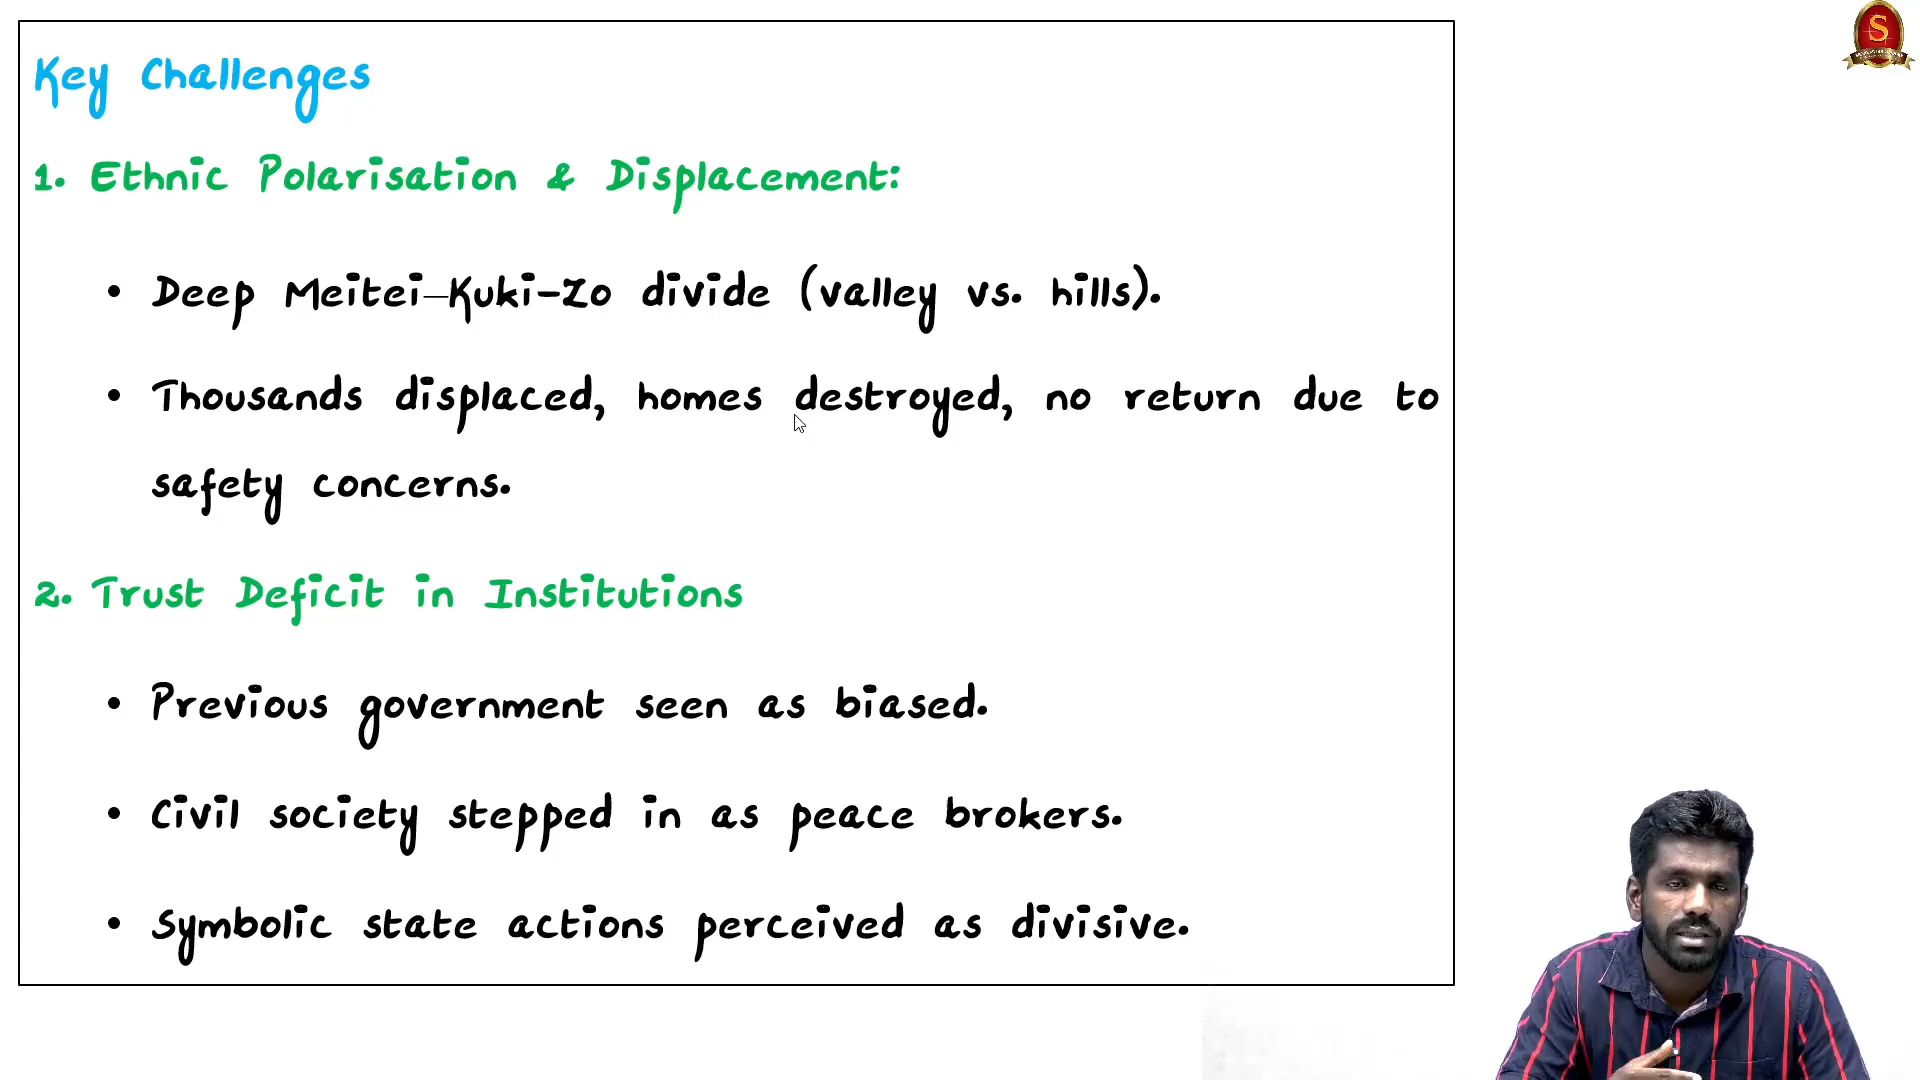 Key Challenges
1. Ethnic Polarisation & Displacement:
• Deep Meitei–Kuki-Zo divide (valley vs. hills).
• Thousands displaced, homes destroyed, no return due to
safety concerns.
2. Trust Deficit in Institutions
• Previous government seen as biased.
• Civil society stepped in as peace brokers.
• Symbolic state actions perceived as divisive.
S